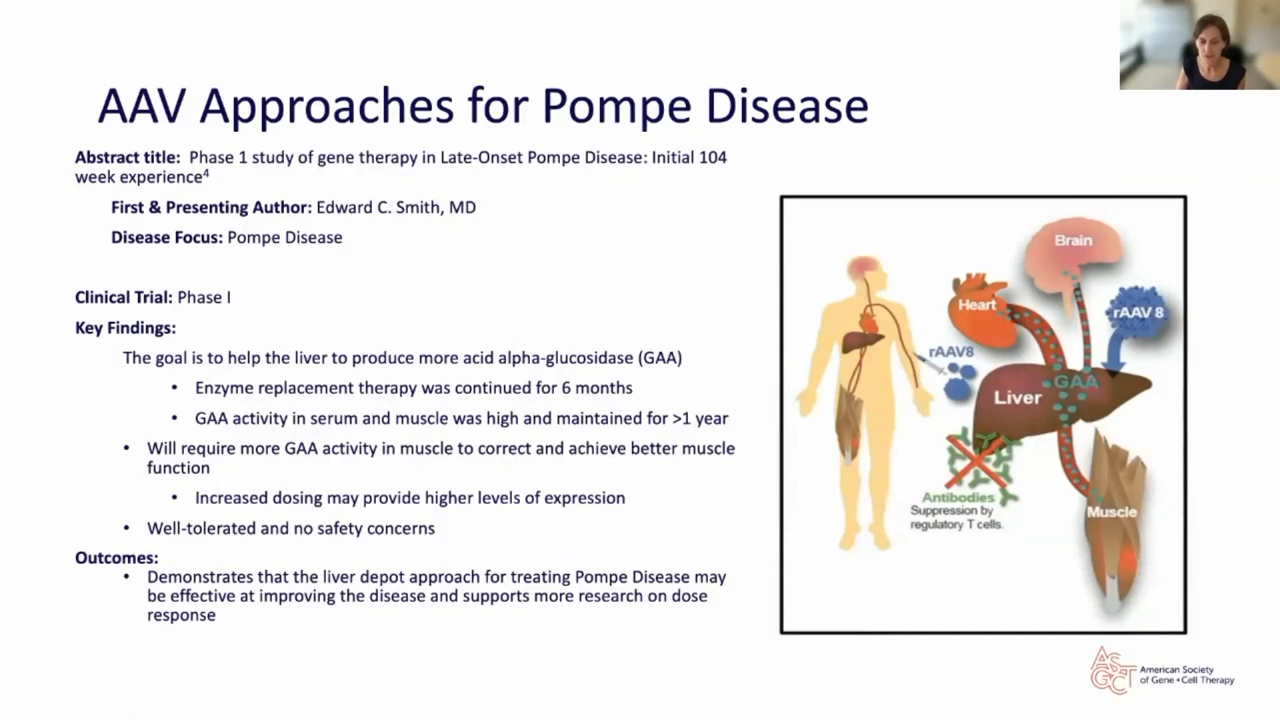 AAV Approaches for Pompe Disease
Abstract title: Phase 1 study of gene therapy in Late-Onset Pompe Disease: Initial 104
week experience⁴
First & Presenting Author: Edward C. Smith, MD
Disease Focus: Pompe Disease
Clinical Trial: Phase I
Key Findings:
The goal is to help the liver to produce more acid alpha-glucosidase (GAA)
• Enzyme replacement therapy was continued for 6 months
• GAA activity in serum and muscle was high and maintained for >1 year
• Will require more GAA activity in muscle to correct and achieve better muscle
function
• Increased dosing may provide higher levels of expression
• Well-tolerated and no safety concerns
Outcomes:
• Demonstrates that the liver depot approach for treating Pompe Disease may
be effective at improving the disease and supports more research on dose
response
Brain
Heart
rAAV 8
rAAV8
GAA
Liver
Antibodies
Suppression by
regulatory T cells.
Muscle
ASGCT
American Society
of Gene + Cell Therapy